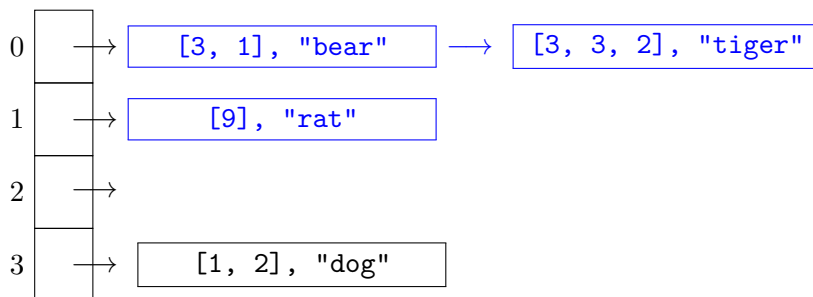 0 [3, 1], "bear" [3, 3, 2], "tiger"
1 [9], "rat"
2
3 [1, 2], "dog"